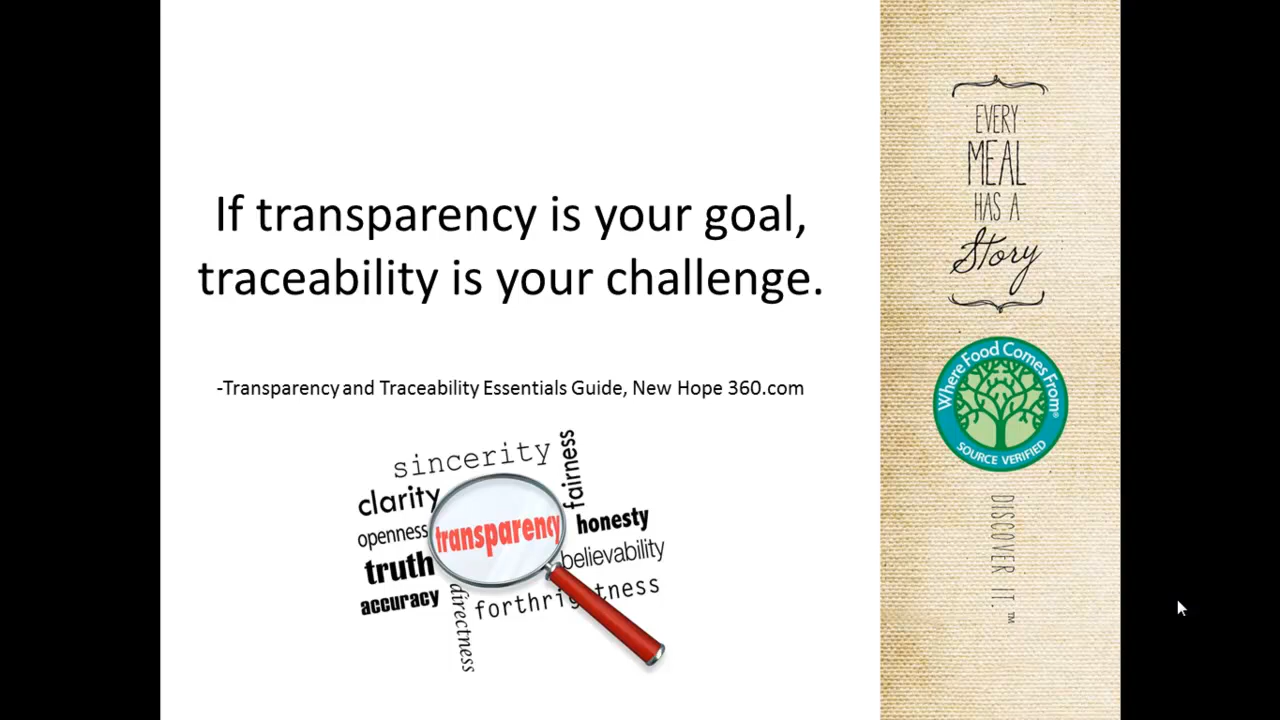 If transparency is your goal,
traceability is your challenge.
-Transparency and Traceability Essentials Guide, New Hope 360.com
sincerity
fairness
clarity
openness
transparency
honesty
truth
believability
accuracy
directness
forthrightness
EVERY
MEAL
HAS A
Story
Where Food Comes From®
SOURCE VERIFIED
DISCOVER IT.™